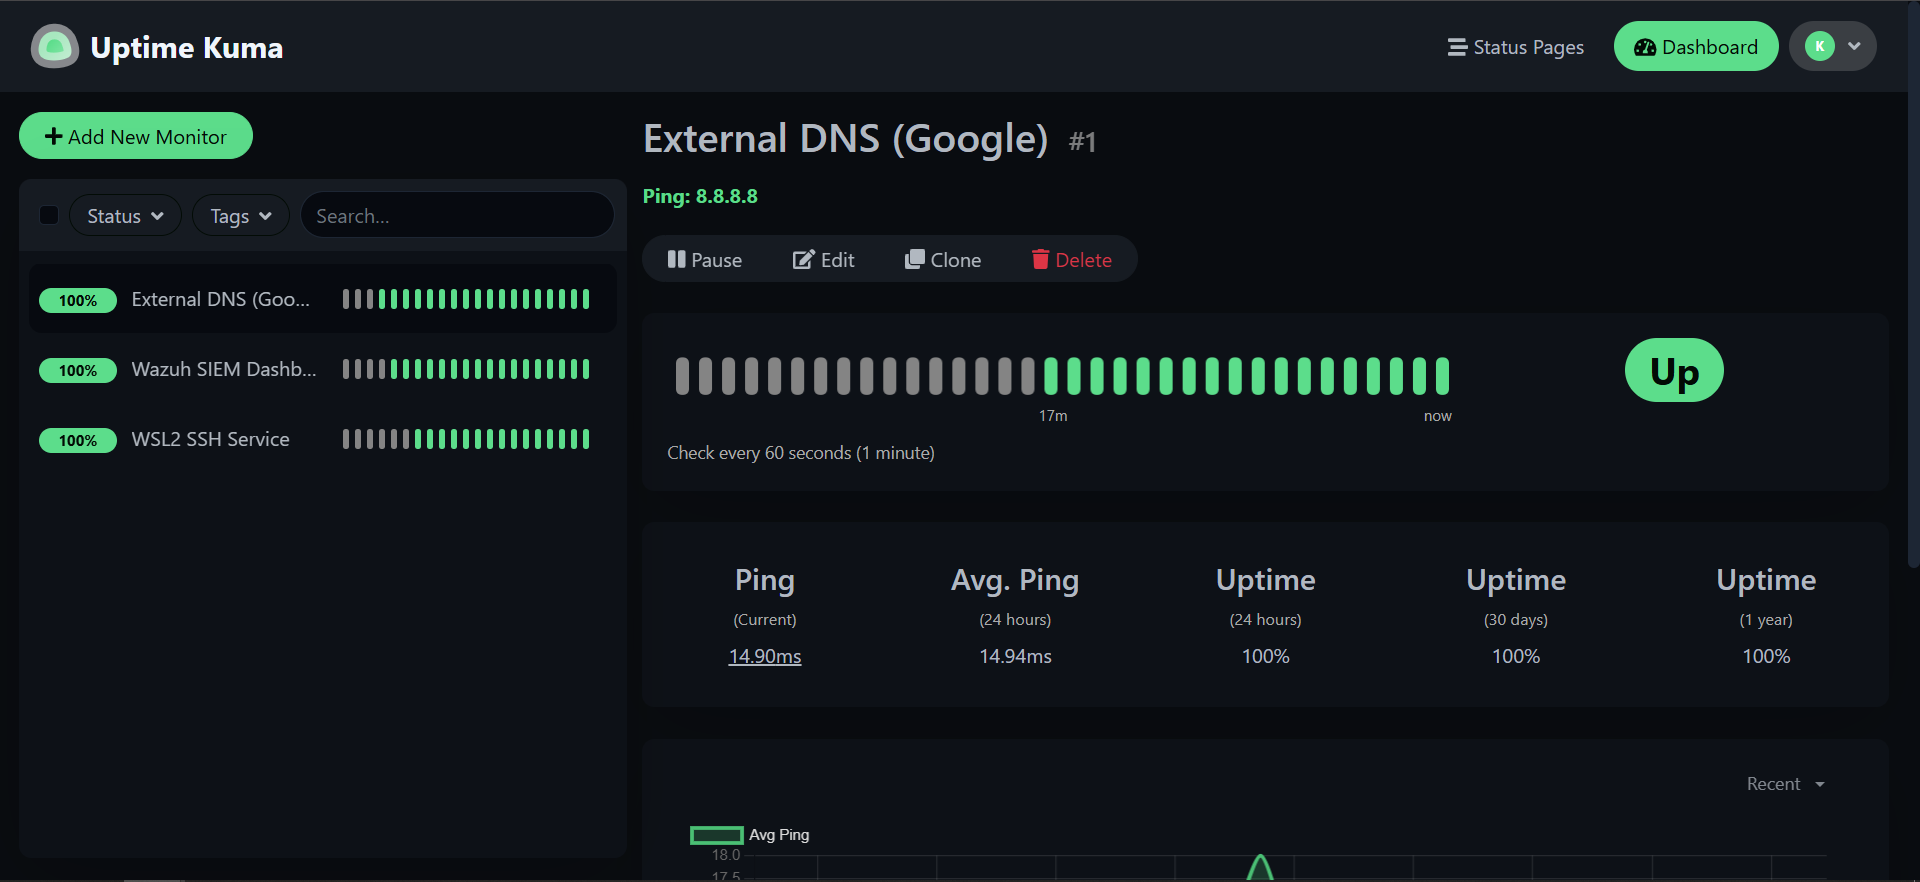 Uptime Kuma
Status Pages
Dashboard
K
Add New Monitor
Status
Tags
Search...
100% External DNS (Goo...
100% Wazuh SIEM Dashb...
100% WSL2 SSH Service
External DNS (Google) #1
Ping: 8.8.8.8
Pause Edit Clone Delete
17m now
Check every 60 seconds (1 minute)
Up
Ping Avg. Ping Uptime Uptime Uptime
(Current) (24 hours) (24 hours) (30 days) (1 year)
14.90ms 14.94ms 100% 100% 100%
Recent
Avg Ping
18.0
17.5